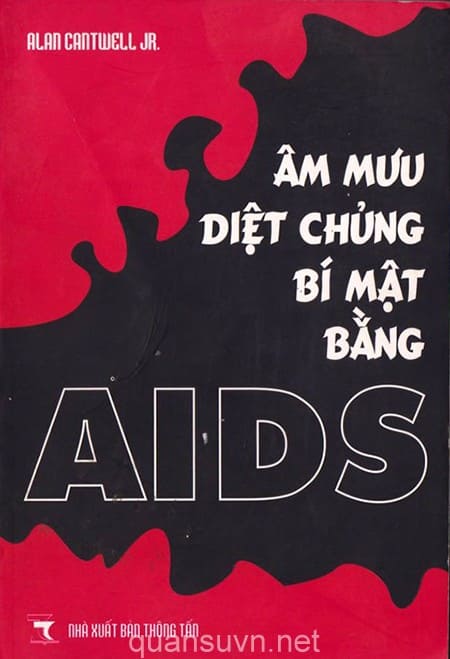 ALAN CANTWELL JR.
ÂM MƯU
DIỆT CHỦNG
BÍ MẬT
BẰNG
AIDS
NHÀ XUẤT BẢN THÔNG TẤN
quansuvn.net